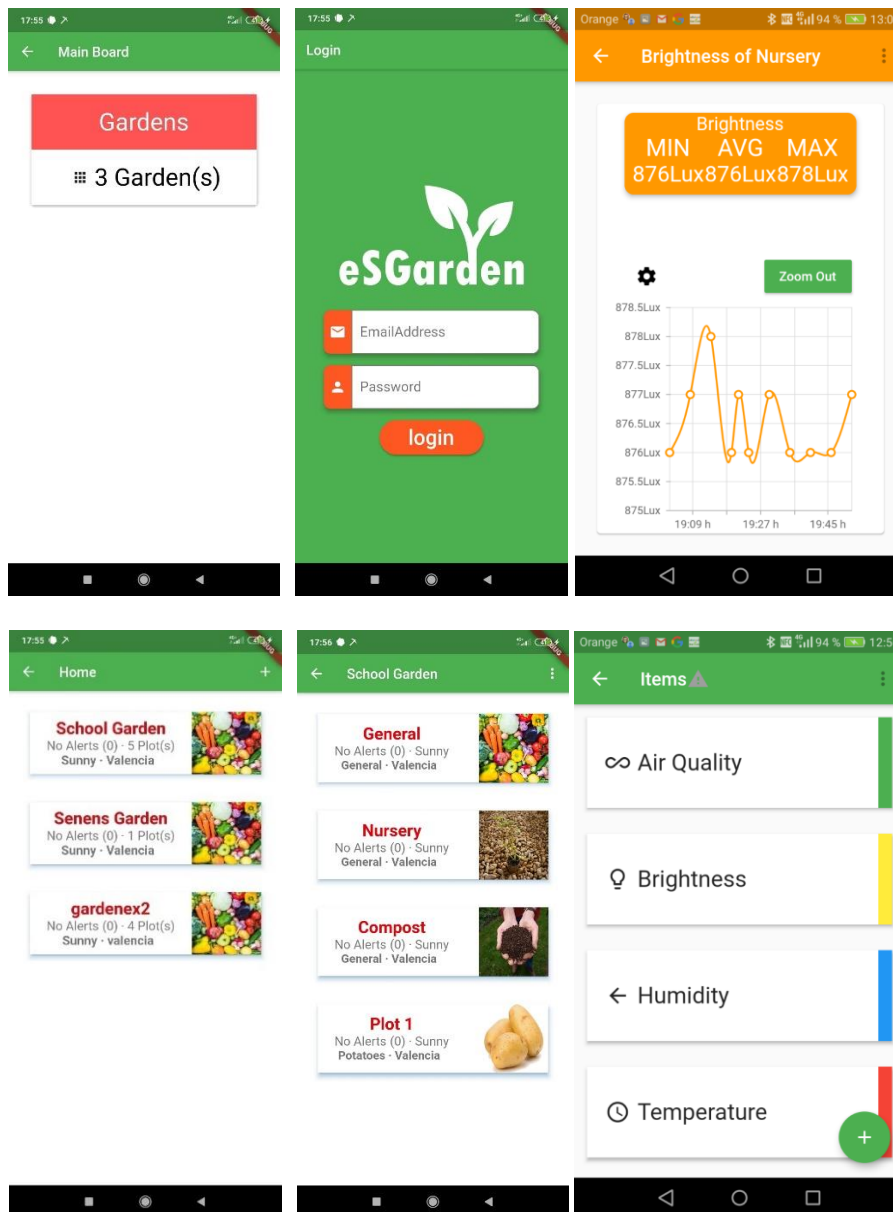 17:55
Main Board
Gardens
3 Garden(s)
17:55
Login
eSGarden
EmailAddress
Password
login
Orange 94 % 13:0
Brightness of Nursery
Brightness
MIN AVG MAX
876Lux876Lux878Lux
Zoom Out
878.5Lux
878Lux
877.5Lux
877Lux
876.5Lux
876Lux
875.5Lux
875Lux
19:09 h 19:27 h 19:45 h
17:55
Home +
School Garden
No Alerts (0) · 5 Plot(s)
Sunny · Valencia
Senens Garden
No Alerts (0) · 1 Plot(s)
Sunny · Valencia
gardenex2
No Alerts (0) · 4 Plot(s)
Sunny · valencia
17:56
School Garden
General
No Alerts (0) · Sunny
General · Valencia
Nursery
No Alerts (0) · Sunny
General · Valencia
Compost
No Alerts (0) · Sunny
General · Valencia
Plot 1
No Alerts (0) · Sunny
Potatoes · Valencia
Orange 94 % 12:5
Items
Air Quality
Brightness
Humidity
Temperature
+